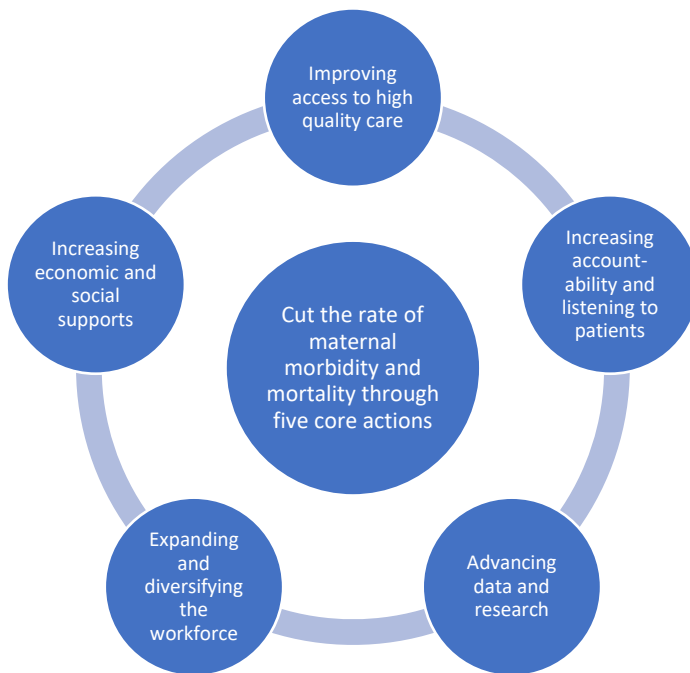 Improving
access to high
quality care
Increasing
account-
ability and
listening to
patients
Advancing
data and
research
Expanding
and
diversifying
the
workforce
Increasing
economic and
social
supports
Cut the rate of
maternal
morbidity and
mortality through
five core actions